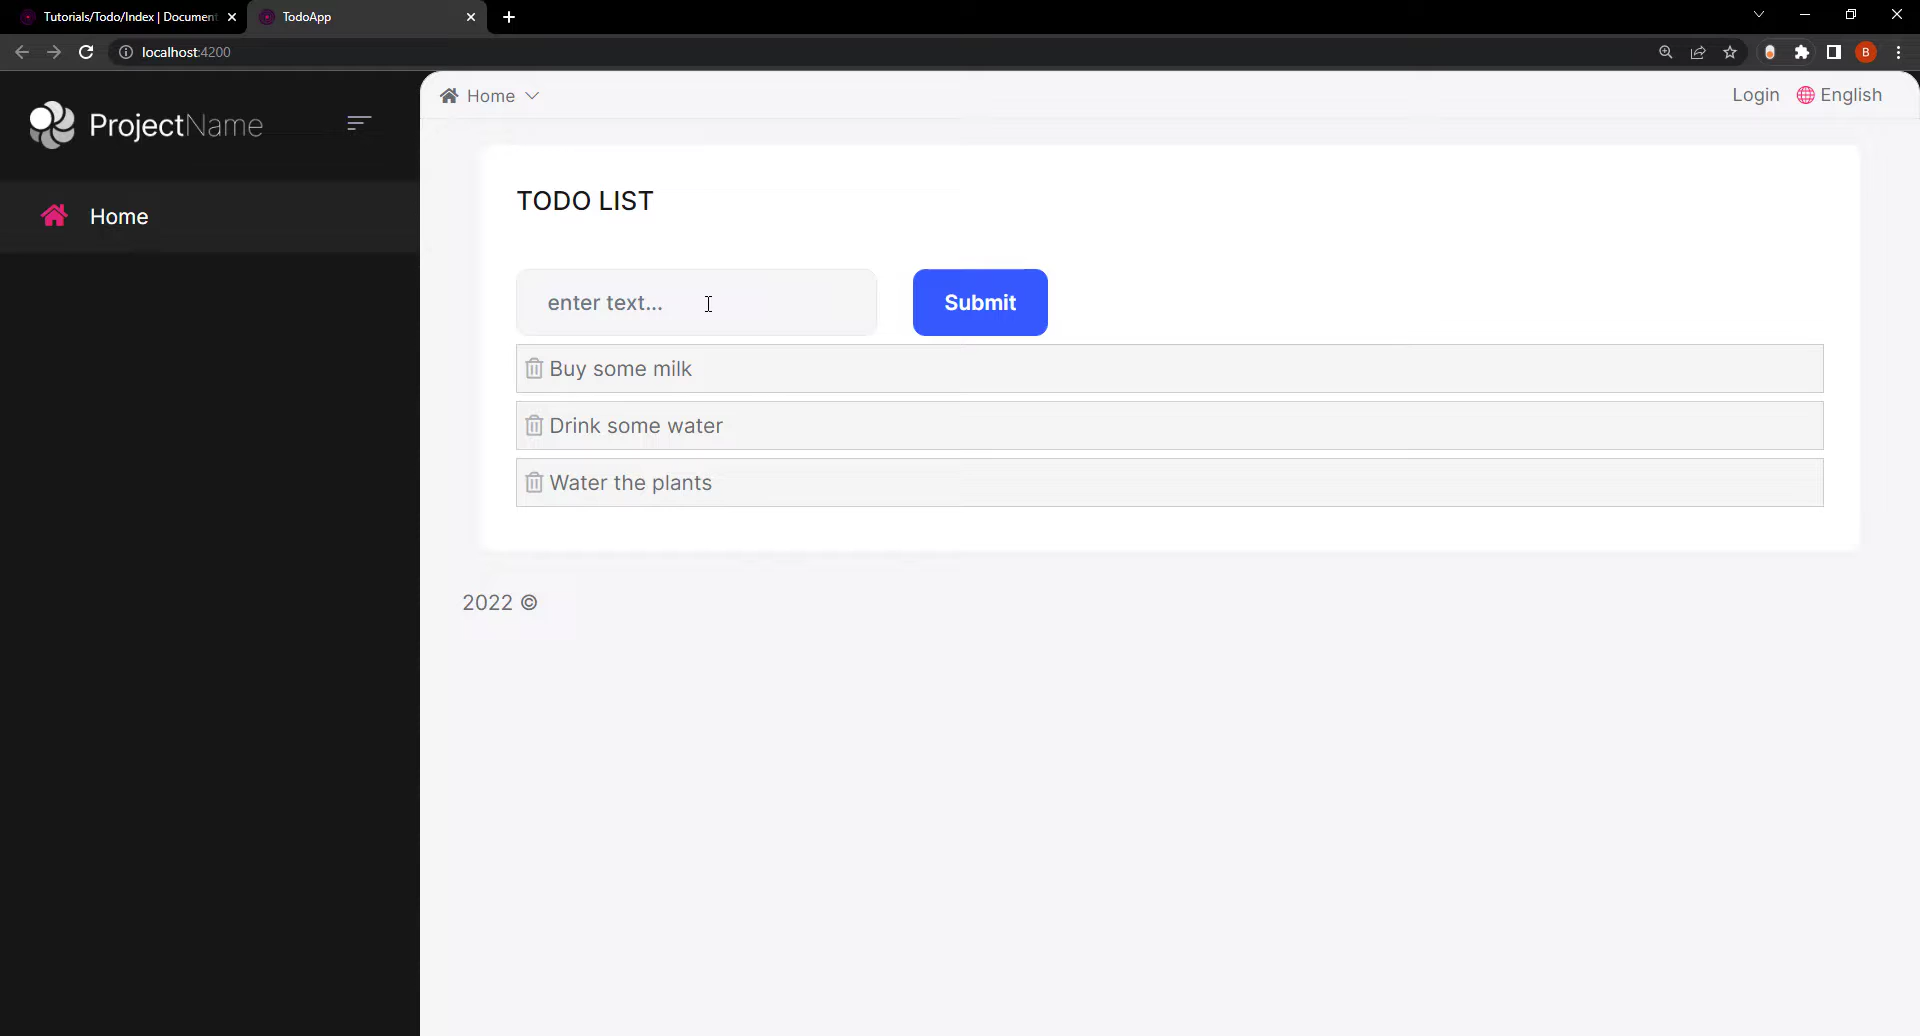 Tutorials/Todo/Index | Document
TodoApp
localhost:4200
B
ProjectName
Home
Login
English
Home
TODO LIST
enter text...
Submit
Buy some milk
Drink some water
Water the plants
2022 ©